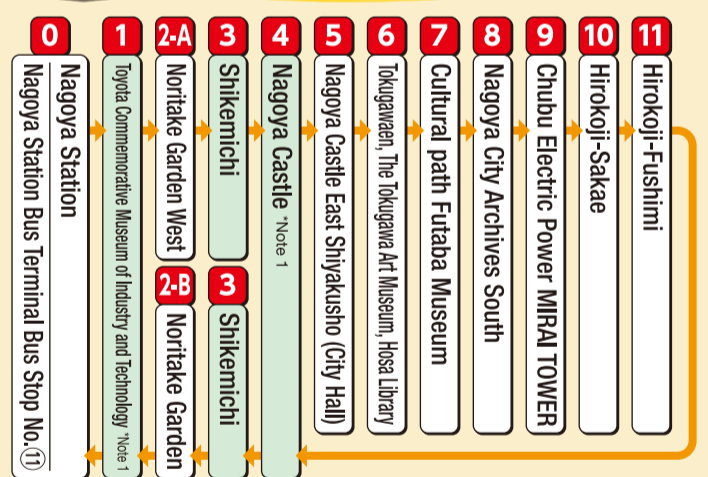 0
Nagoya Station
Nagoya Station Bus Terminal Bus Stop No.⑪
1
Toyota Commemorative Museum of Industry and Technology *Note 1
2-A
Noritake Garden West
2-B
Noritake Garden
3
Shikemichi
3
Shikemichi
4
Nagoya Castle *Note 1
5
Nagoya Castle East Shiyakusho (City Hall)
6
Tokugawaen, The Tokugawa Art Museum, Hosa Library
7
Cultural path Futaba Museum
8
Nagoya City Archives South
9
Chubu Electric Power MIRAI TOWER
10
Hirokoji-Sakae
11
Hirokoji-Fushimi